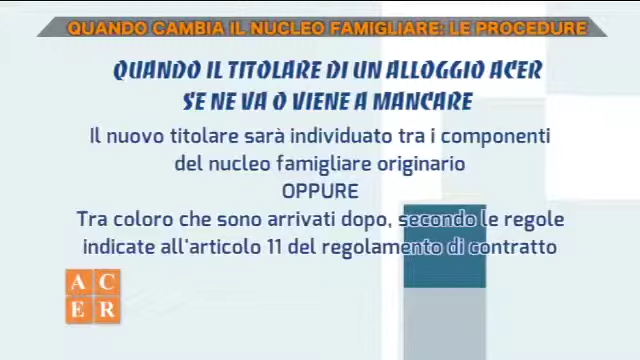 QUANDO CAMBIA IL NUCLEO FAMIGLIARE: LE PROCEDURE
QUANDO IL TITOLARE DI UN ALLOGGIO ACER
SE NE VA O VIENE A MANCARE
Il nuovo titolare sarà individuato tra i componenti
del nucleo famigliare originario
OPPURE
Tra coloro che sono arrivati dopo, secondo le regole
indicate all'articolo 11 del regolamento di contratto
A C
E R